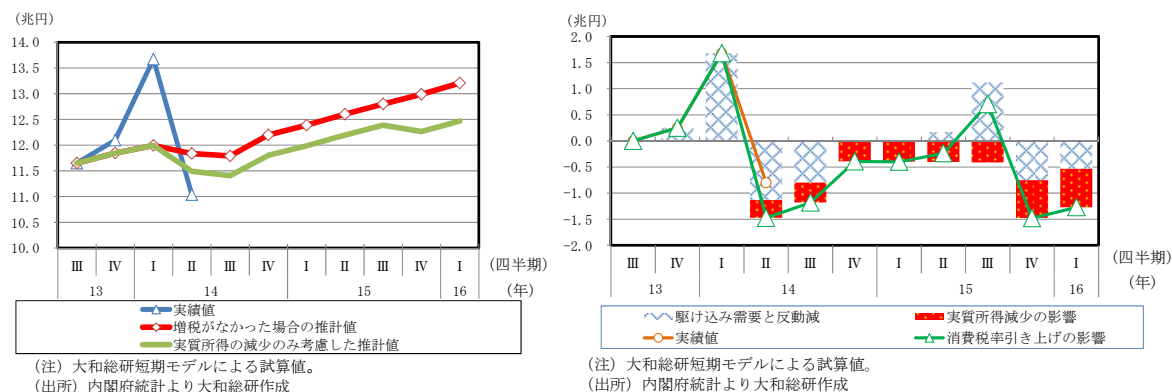 （兆円）
14.0
13.5
13.0
12.5
12.0
11.5
11.0
10.5
10.0
Ⅲ Ⅳ Ⅰ Ⅱ Ⅲ Ⅳ Ⅰ Ⅱ Ⅲ Ⅳ Ⅰ （四半期）
13 14 15 16 （年）
実績値
増税がなかった場合の推計値
実質所得の減少のみ考慮した推計値
（注）大和総研短期モデルによる試算値。
（出所）内閣府統計より大和総研作成
（兆円）
2.0
1.5
1.0
0.5
0.0
−0.5
−1.0
−1.5
−2.0
Ⅲ Ⅳ Ⅰ Ⅱ Ⅲ Ⅳ Ⅰ Ⅱ Ⅲ Ⅳ Ⅰ （四半期）
13 14 15 16 （年）
駆け込み需要と反動減 実質所得減少の影響
実績値 消費税率引き上げの影響
（注）大和総研短期モデルによる試算値。
（出所）内閣府統計より大和総研作成